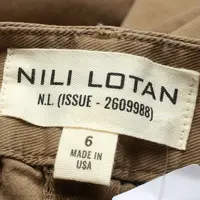 NILI LOTAN
N.L. (ISSUE - 2609988)
6
MADE IN
USA